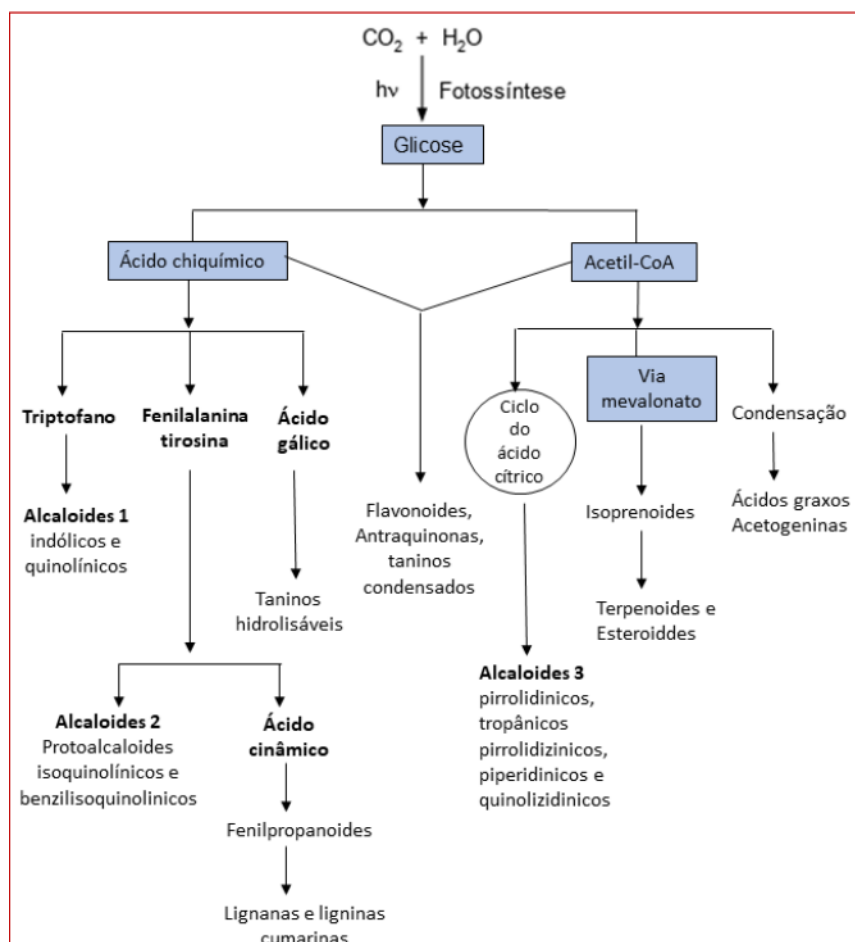 CO2 + H2O
hν Fotossíntese
Glicose
Ácido chiquímico
Acetil-CoA
Triptofano
Fenilalanina
tirosina
Ácido
gálico
Ciclo
do
ácido
cítrico
Via
mevalonato
Condensação
Alcaloides 1
indólicos e
quinolínicos
Taninos
hidrolisáveis
Flavonoides,
Antraquinonas,
taninos
condensados
Isoprenoides
Ácidos graxos
Acetogeninas
Terpenoides e
Esteroiddes
Alcaloides 2
Protoalcaloides
isoquinolínicos e
benzilisoquinolinicos
Ácido
cinâmico
Alcaloides 3
pirrolidinicos,
tropânicos
pirrolidizinicos,
piperidinicos e
quinolizidinicos
Fenilpropanoides
Lignanas e ligninas
cumarinas